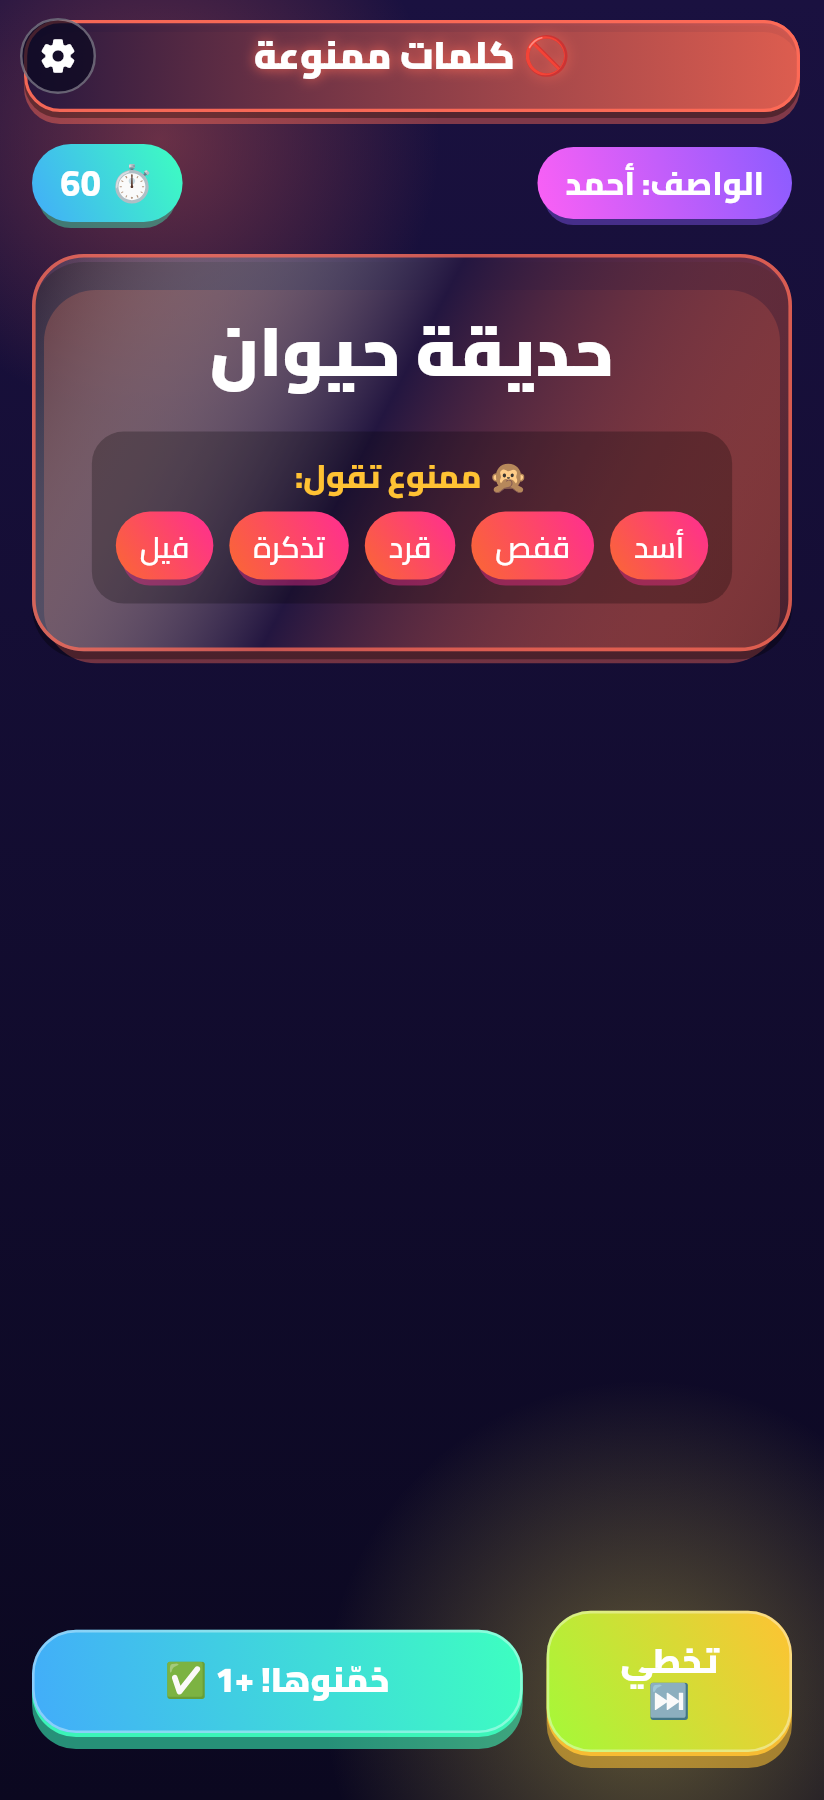 🚫 كلمات ممنوعة
الواصف: أحمد
⏱️ 60
حديقة حيوان
🙊 ممنوع تقول:
أسد قفص قرد تذكرة فيل
تخطي
⏭️
خمّنوها! +1 ✅